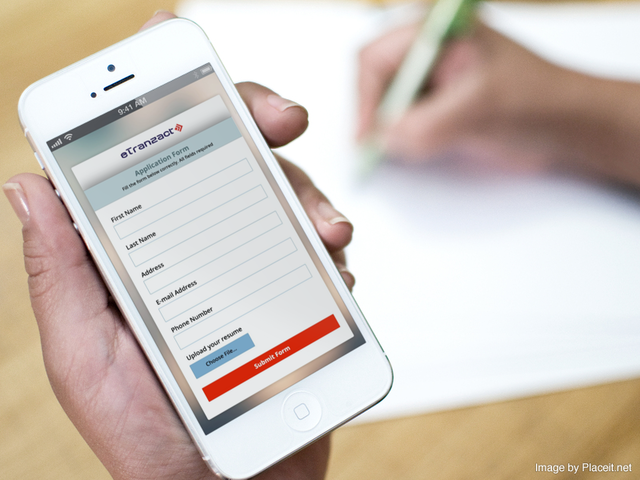 9:41 AM
eTranzact
Application Form
Fill the form below correctly. All fields required
First Name
Last Name
Address
E-mail Address
Phone Number
Upload your resume
Choose File...
Submit Form
Image by Placeit.net